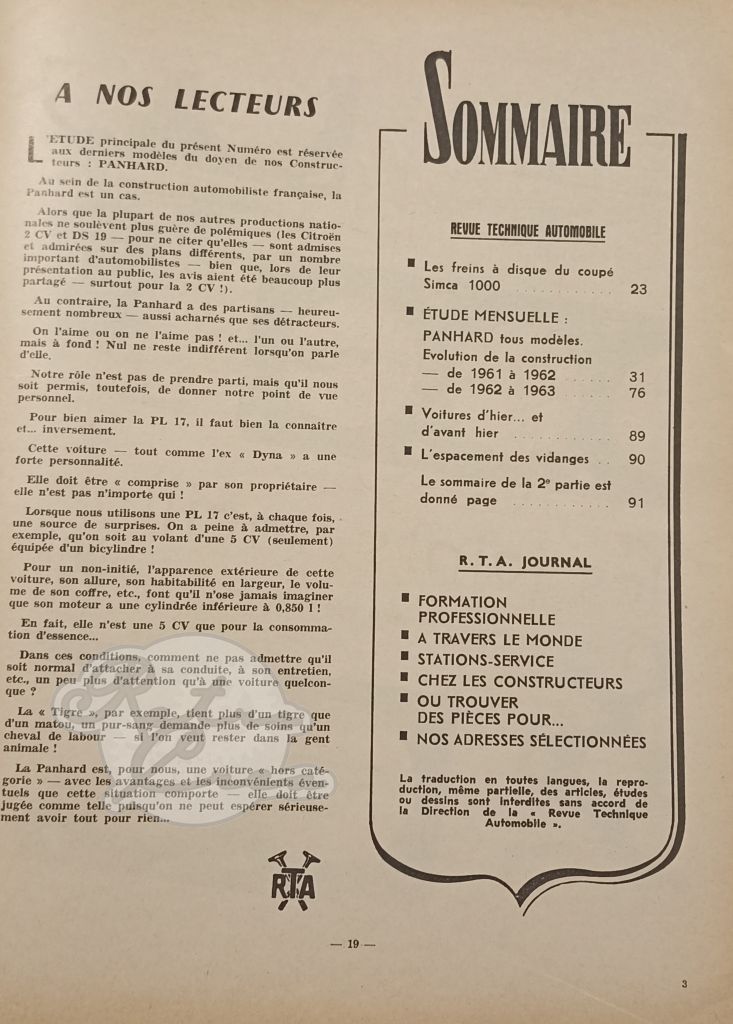 A NOS LECTEURS
L'ETUDE principale du présent Numéro est réservée
aux derniers modèles du doyen de nos Construc-
teurs : PANHARD.
Au sein de la construction automobiliste française, la
Panhard est un cas.
Alors que la plupart de nos autres productions natio-
nales ne soulèvent plus guère de polémiques (les Citroën
2 CV et DS 19 — pour ne citer qu'elles — sont admises
et admirées sur des plans différents, par un nombre
important d'automobilistes — bien que, lors de leur
présentation au public, les avis aient été beaucoup plus
partagé — surtout pour la 2 CV !).
Au contraire, la Panhard a des partisans — heureu-
sement nombreux — aussi acharnés que ses détracteurs.
On l'aime ou on ne l'aime pas ! et... l'un ou l'autre,
mais à fond ! Nul ne reste indifférent lorsqu'on parle
d'elle.
Notre rôle n'est pas de prendre parti, mais qu'il nous
soit permis, toutefois, de donner notre point de vue
personnel.
Pour bien aimer la PL 17, il faut bien la connaître
et... inversement.
Cette voiture — tout comme l'ex « Dyna » a une
forte personnalité.
Elle doit être « comprise » par son propriétaire —
elle n'est pas n'importe qui !
Lorsque nous utilisons une PL 17 c'est, à chaque fois,
une source de surprises. On a peine à admettre, par
exemple, qu'on soit au volant d'une 5 CV (seulement)
équipée d'un bicylindre !
Pour un non-initié, l'apparence extérieure de cette
voiture, son allure, son habitabilité en largeur, le volu-
me de son coffre, etc., font qu'il n'ose jamais imaginer
que son moteur a une cylindrée inférieure à 0,850 l !
En fait, elle n'est une 5 CV que pour la consomma-
tion d'essence...
Dans ces conditions, comment ne pas admettre qu'il
soit normal d'attacher à sa conduite, à son entretien,
etc., un peu plus d'attention qu'à une voiture quelcon-
que ?
La « Tigre », par exemple, tient plus d'un tigre que
d'un matou, un pur-sang demande plus de soins qu'un
cheval de labour — si l'on veut rester dans la gent
animale !
La Panhard est, pour nous, une voiture « hors caté-
gorie » — avec les avantages et les inconvénients éven-
tuels que cette situation comporte — elle doit être
jugée comme telle puisqu'on ne peut espérer sérieuse-
ment avoir tout pour rien...
RTA
SOMMAIRE
REVUE TECHNIQUE AUTOMOBILE
■ Les freins à disque du coupé
Simca 1000 ............ 23
■ ÉTUDE MENSUELLE :
PANHARD tous modèles.
Evolution de la construction
— de 1961 à 1962 ...... 31
— de 1962 à 1963 ...... 76
■ Voitures d'hier... et
d'avant hier ............ 89
■ L'espacement des vidanges .. 90
Le sommaire de la 2e partie est
donné page ............ 91
R. T. A. JOURNAL
■ FORMATION
PROFESSIONNELLE
■ A TRAVERS LE MONDE
■ STATIONS-SERVICE
■ CHEZ LES CONSTRUCTEURS
■ OU TROUVER
DES PIÈCES POUR...
■ NOS ADRESSES SÉLECTIONNÉES
La traduction en toutes langues, la repro-
duction, même partielle, des articles, études
ou dessins sont interdites sans accord de
la Direction de la « Revue Technique
Automobile ».
— 19 —
3